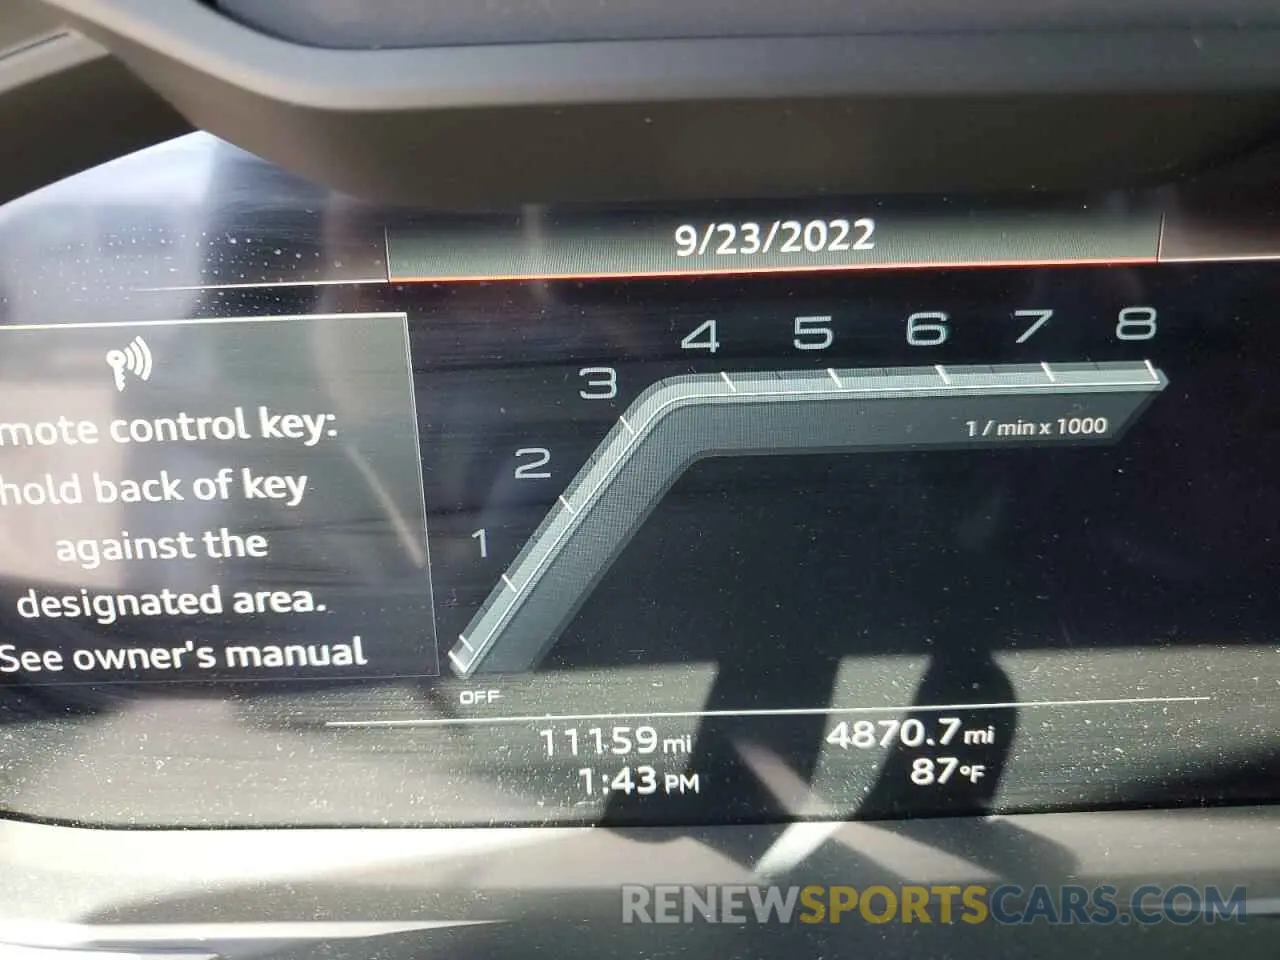 9/23/2022
mote control key:
hold back of key
against the
designated area.
See owner's manual
1 2 3 4 5 6 7 8
1 / min x 1000
OFF
11159 mi 4870.7 mi
1:43 PM 87°F
RENEWSPORTSCARS.COM